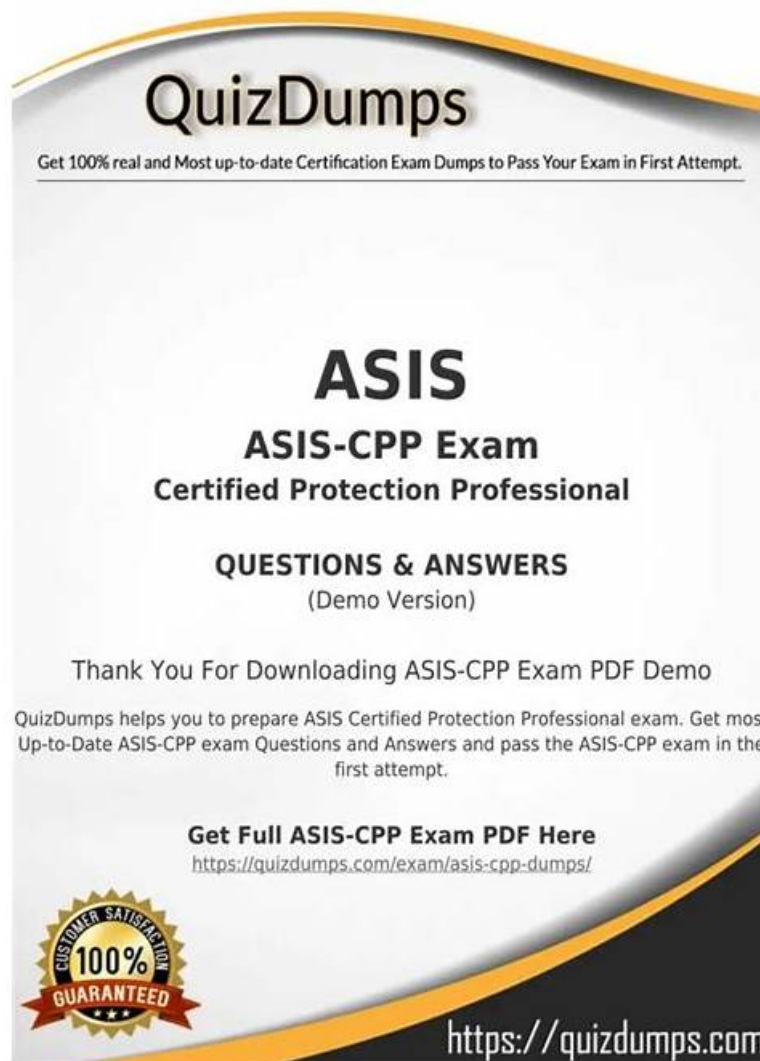 QuizDumps
Get 100% real and Most up-to-date Certification Exam Dumps to Pass Your Exam in First Attempt.
ASIS
ASIS-CPP Exam
Certified Protection Professional
QUESTIONS & ANSWERS
(Demo Version)
Thank You For Downloading ASIS-CPP Exam PDF Demo
QuizDumps helps you to prepare ASIS Certified Protection Professional exam. Get mos
Up-to-Date ASIS-CPP exam Questions and Answers and pass the ASIS-CPP exam in the
first attempt.
Get Full ASIS-CPP Exam PDF Here
https://quizdumps.com/exam/asis-cpp-dumps/
CUSTOMER SATISFACTION
100%
GUARANTEED
https://quizdumps.com